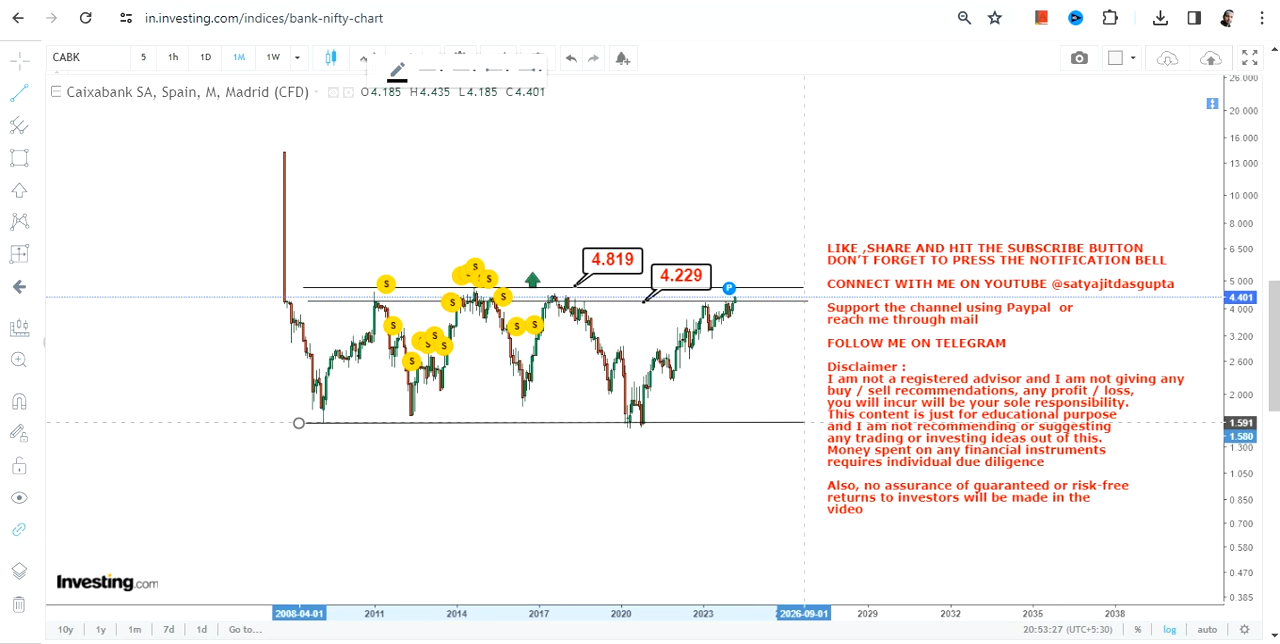 in.investing.com/indices/bank-nifty-chart
CABK 5 1h 1D 1M 1W
Caixabank SA, Spain, M, Madrid (CFD) O4.185 H4.435 L4.185 C4.401
26.000
20.000
16.000
13.000
10.000
8.000
6.500
5.000
4.401
4.000
3.200
2.600
2.000
1.591
1.580
1.300
1.050
0.850
0.700
0.580
0.470
0.385
4.819
4.229
P
LIKE ,SHARE AND HIT THE SUBSCRIBE BUTTON
DON'T FORGET TO PRESS THE NOTIFICATION BELL
CONNECT WITH ME ON YOUTUBE @satyajitdasgupta
Support the channel using Paypal or
reach me through mail
FOLLOW ME ON TELEGRAM
Disclaimer :
I am not a registered advisor and I am not giving any
buy / sell recommendations, any profit / loss,
you will incur will be your sole responsibility.
This content is just for educational purpose
and I am not recommending or suggesting
any trading or investing ideas out of this.
Money spent on any financial instruments
requires individual due diligence
Also, no assurance of guaranteed or risk-free
returns to investors will be made in the
video
Investing.com
2008-04-01 2011 2014 2017 2020 2023 2026-09-01 2029 2032 2035 2038
10y 1y 1m 7d 1d Go to... 20:53:27 (UTC+5:30) % log auto